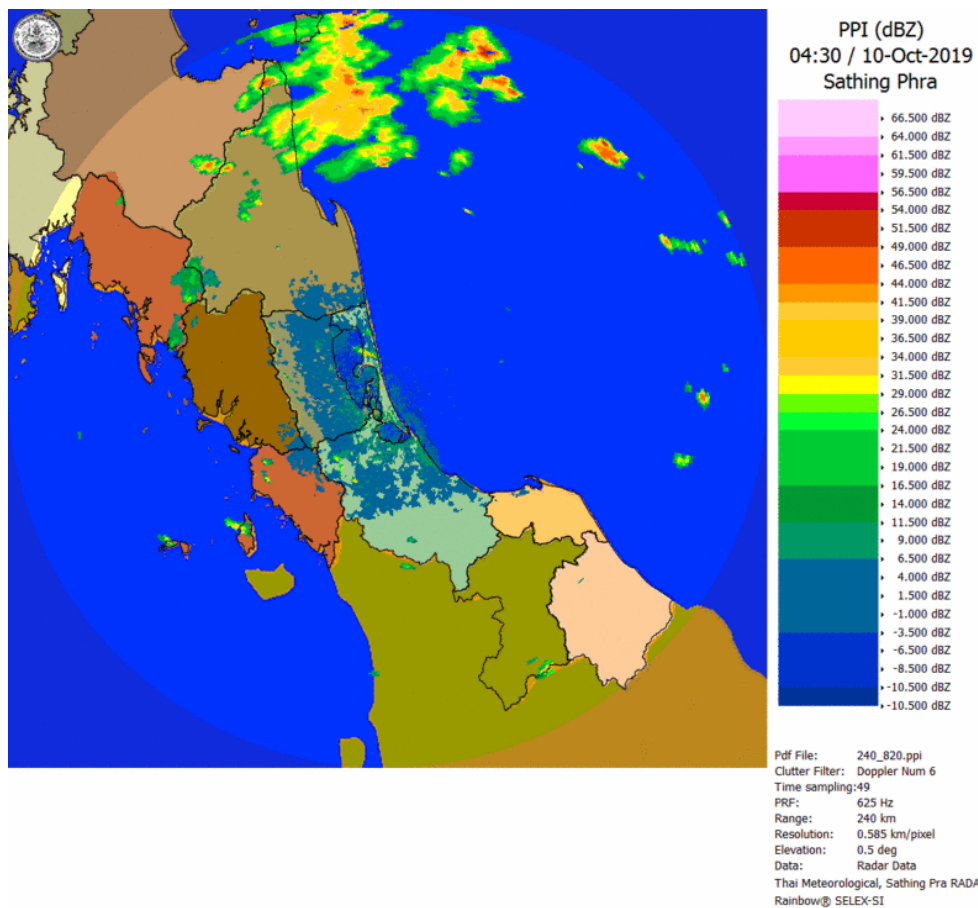 PPI (dBZ)
04:30 / 10-Oct-2019
Sathing Phra
66.500 dBZ
64.000 dBZ
61.500 dBZ
59.500 dBZ
56.500 dBZ
54.000 dBZ
51.500 dBZ
49.000 dBZ
46.500 dBZ
44.000 dBZ
41.500 dBZ
39.000 dBZ
36.500 dBZ
34.000 dBZ
31.500 dBZ
29.000 dBZ
26.500 dBZ
24.000 dBZ
21.500 dBZ
19.000 dBZ
16.500 dBZ
14.000 dBZ
11.500 dBZ
9.000 dBZ
6.500 dBZ
4.000 dBZ
1.500 dBZ
-1.000 dBZ
-3.500 dBZ
-6.500 dBZ
-8.500 dBZ
-10.500 dBZ
-10.500 dBZ
Pdf File: 240_820.ppi
Clutter Filter: Doppler Num 6
Time sampling:49
PRF: 625 Hz
Range: 240 km
Resolution: 0.585 km/pixel
Elevation: 0.5 deg
Data: Radar Data
Thai Meteorological, Sathing Pra RADA
Rainbow® SELEX-SI